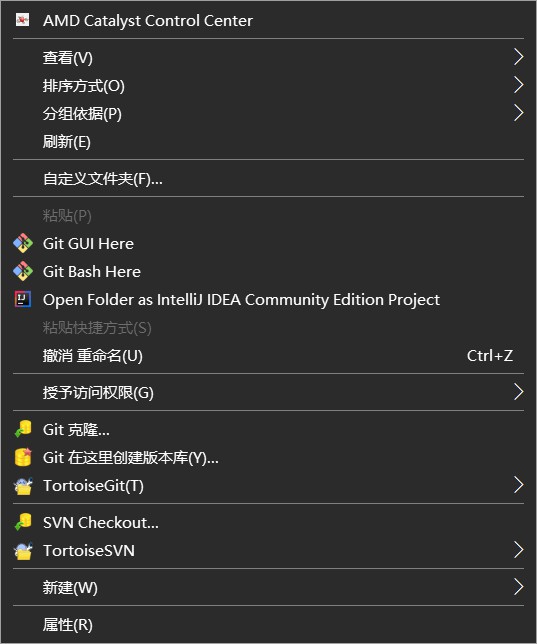 AMD Catalyst Control Center
查看(V)
排序方式(O)
分组依据(P)
刷新(E)
自定义文件夹(F)...
粘贴(P)
Git GUI Here
Git Bash Here
Open Folder as IntelliJ IDEA Community Edition Project
粘贴快捷方式(S)
撤消 重命名(U) Ctrl+Z
授予访问权限(G)
Git 克隆...
Git 在这里创建版本库(Y)...
TortoiseGit(T)
SVN Checkout...
TortoiseSVN
新建(W)
属性(R)